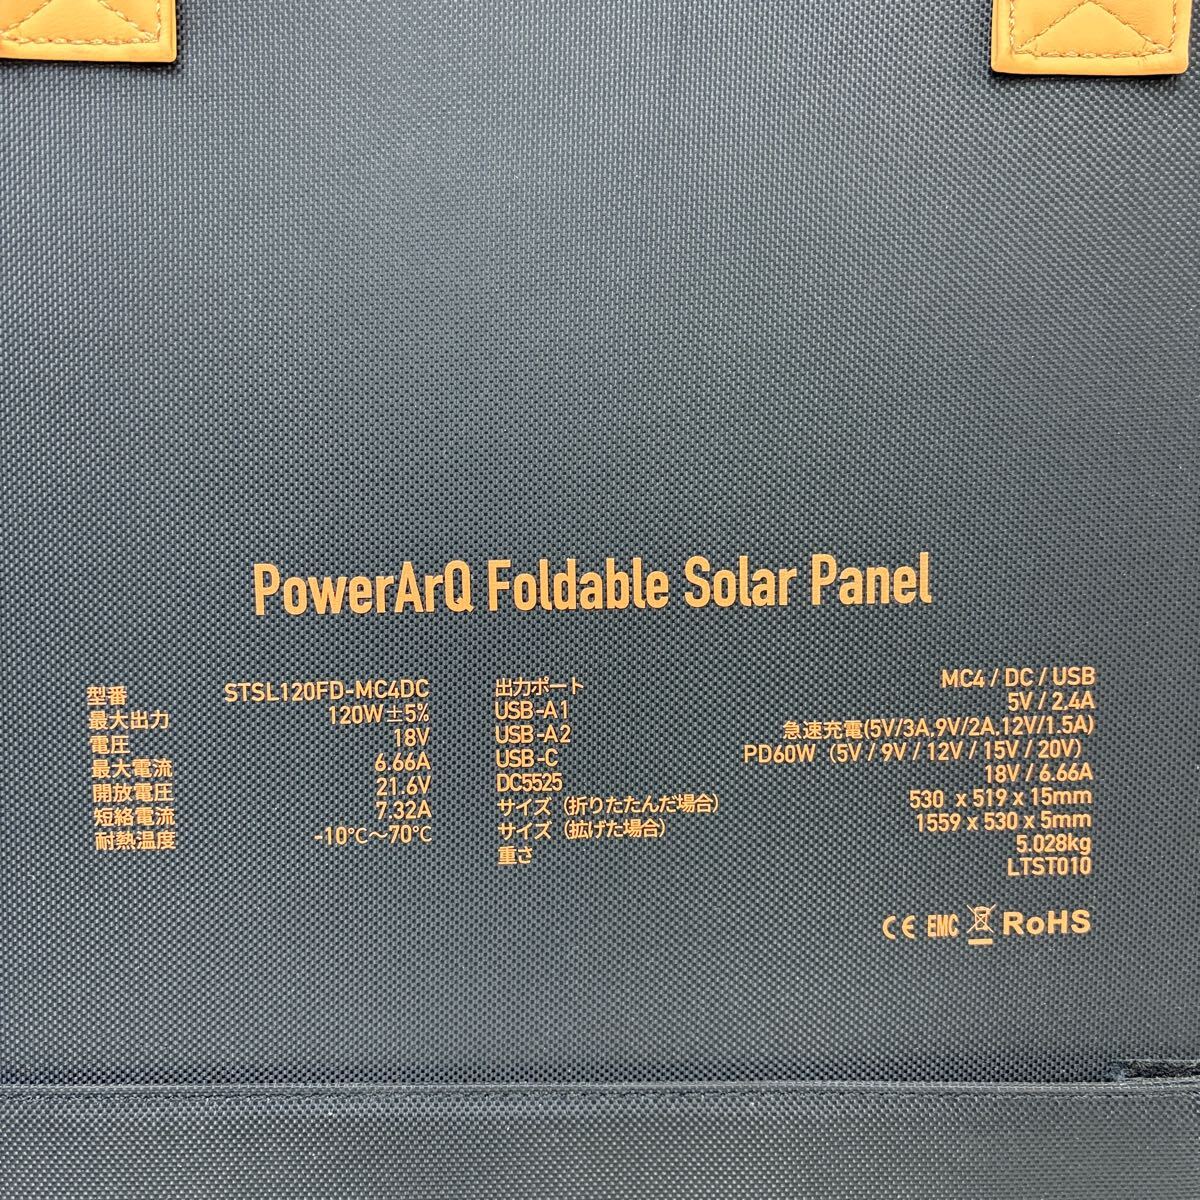 PowerArQ Foldable Solar Panel
型番 STSL120FD-MC4DC
最大出力 120W±5%
電圧 18V
最大電流 6.66A
開放電圧 21.6V
短絡電流 7.32A
耐熱温度 -10℃～70℃
出力ポート MC4 / DC / USB
USB-A1 5V / 2.4A
USB-A2 急速充電(5V/3A,9V/2A,12V/1.5A)
USB-C PD60W（5V / 9V / 12V / 15V / 20V）
DC5525 18V / 6.66A
サイズ（折りたたんだ場合） 530 x 519 x 15mm
サイズ（拡げた場合） 1559 x 530 x 5mm
重さ 5.028kg
LTST010
CE EMC RoHS